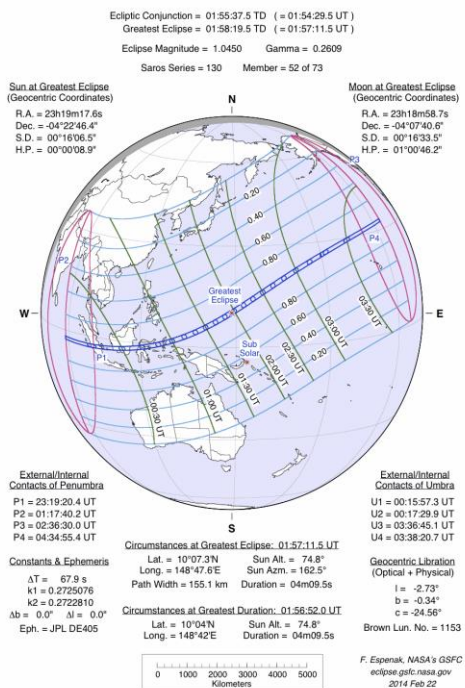 Ecliptic Conjunction = 01:55:37.5 TD ( = 01:54:29.5 UT )
Greatest Eclipse = 01:58:19.5 TD ( = 01:57:11.5 UT )
Eclipse Magnitude = 1.0450 Gamma = 0.2609
Saros Series = 130 Member = 52 of 73
Sun at Greatest Eclipse
(Geocentric Coordinates)
R.A. = 23h19m17.6s
Dec. = -04°22'46.4"
S.D. = 00°16'06.5"
H.P. = 00°00'08.9"
Moon at Greatest Eclipse
(Geocentric Coordinates)
R.A. = 23h18m58.7s
Dec. = -04°07'40.6"
S.D. = 00°16'33.5"
H.P. = 01°00'46.2"
N
P3
0.20
0.40
0.60
0.80
P2
P4
Greatest
Eclipse
W
E
P1
Sub
Solar
0.80
0.60
0.40
0.20
00:30 UT
01:00 UT
01:30 UT
02:00 UT
02:30 UT
03:00 UT
03:30 UT
S
External/Internal
Contacts of Penumbra
P1 = 23:19:20.4 UT
P2 = 01:17:40.2 UT
P3 = 02:36:30.0 UT
P4 = 04:34:55.4 UT
External/Internal
Contacts of Umbra
U1 = 00:15:57.3 UT
U2 = 00:17:29.9 UT
U3 = 03:36:45.1 UT
U4 = 03:38:20.7 UT
Constants & Ephemeris
ΔT = 67.9 s
k1 = 0.2725076
k2 = 0.2722810
Δb = 0.0" Δl = 0.0"
Eph. = JPL DE405
Circumstances at Greatest Eclipse: 01:57:11.5 UT
Lat. = 10°07.3'N Sun Alt. = 74.8°
Long. = 148°47.6'E Sun Azm. = 162.5°
Path Width = 155.1 km Duration = 04m09.5s
Circumstances at Greatest Duration: 01:56:52.0 UT
Lat. = 10°04'N Sun Alt. = 74.8°
Long. = 148°42'E Duration = 04m09.5s
Geocentric Libration
(Optical + Physical)
l = -2.73°
b = -0.34°
c = -24.56°
Brown Lun. No. = 1153
0 1000 2000 3000 4000 5000
Kilometers
F. Espenak, NASA's GSFC
eclipse.gsfc.nasa.gov
2014 Feb 22